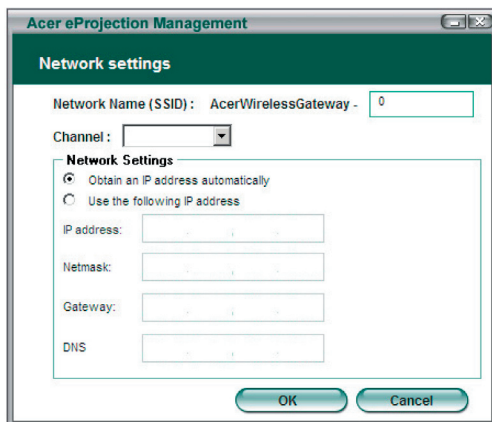 Acer eProjection Management
Network settings
Network Name (SSID) : AcerWirelessGateway - 0
Channel :
Network Settings
Obtain an IP address automatically
Use the following IP address
IP address:
Netmask:
Gateway:
DNS
OK Cancel